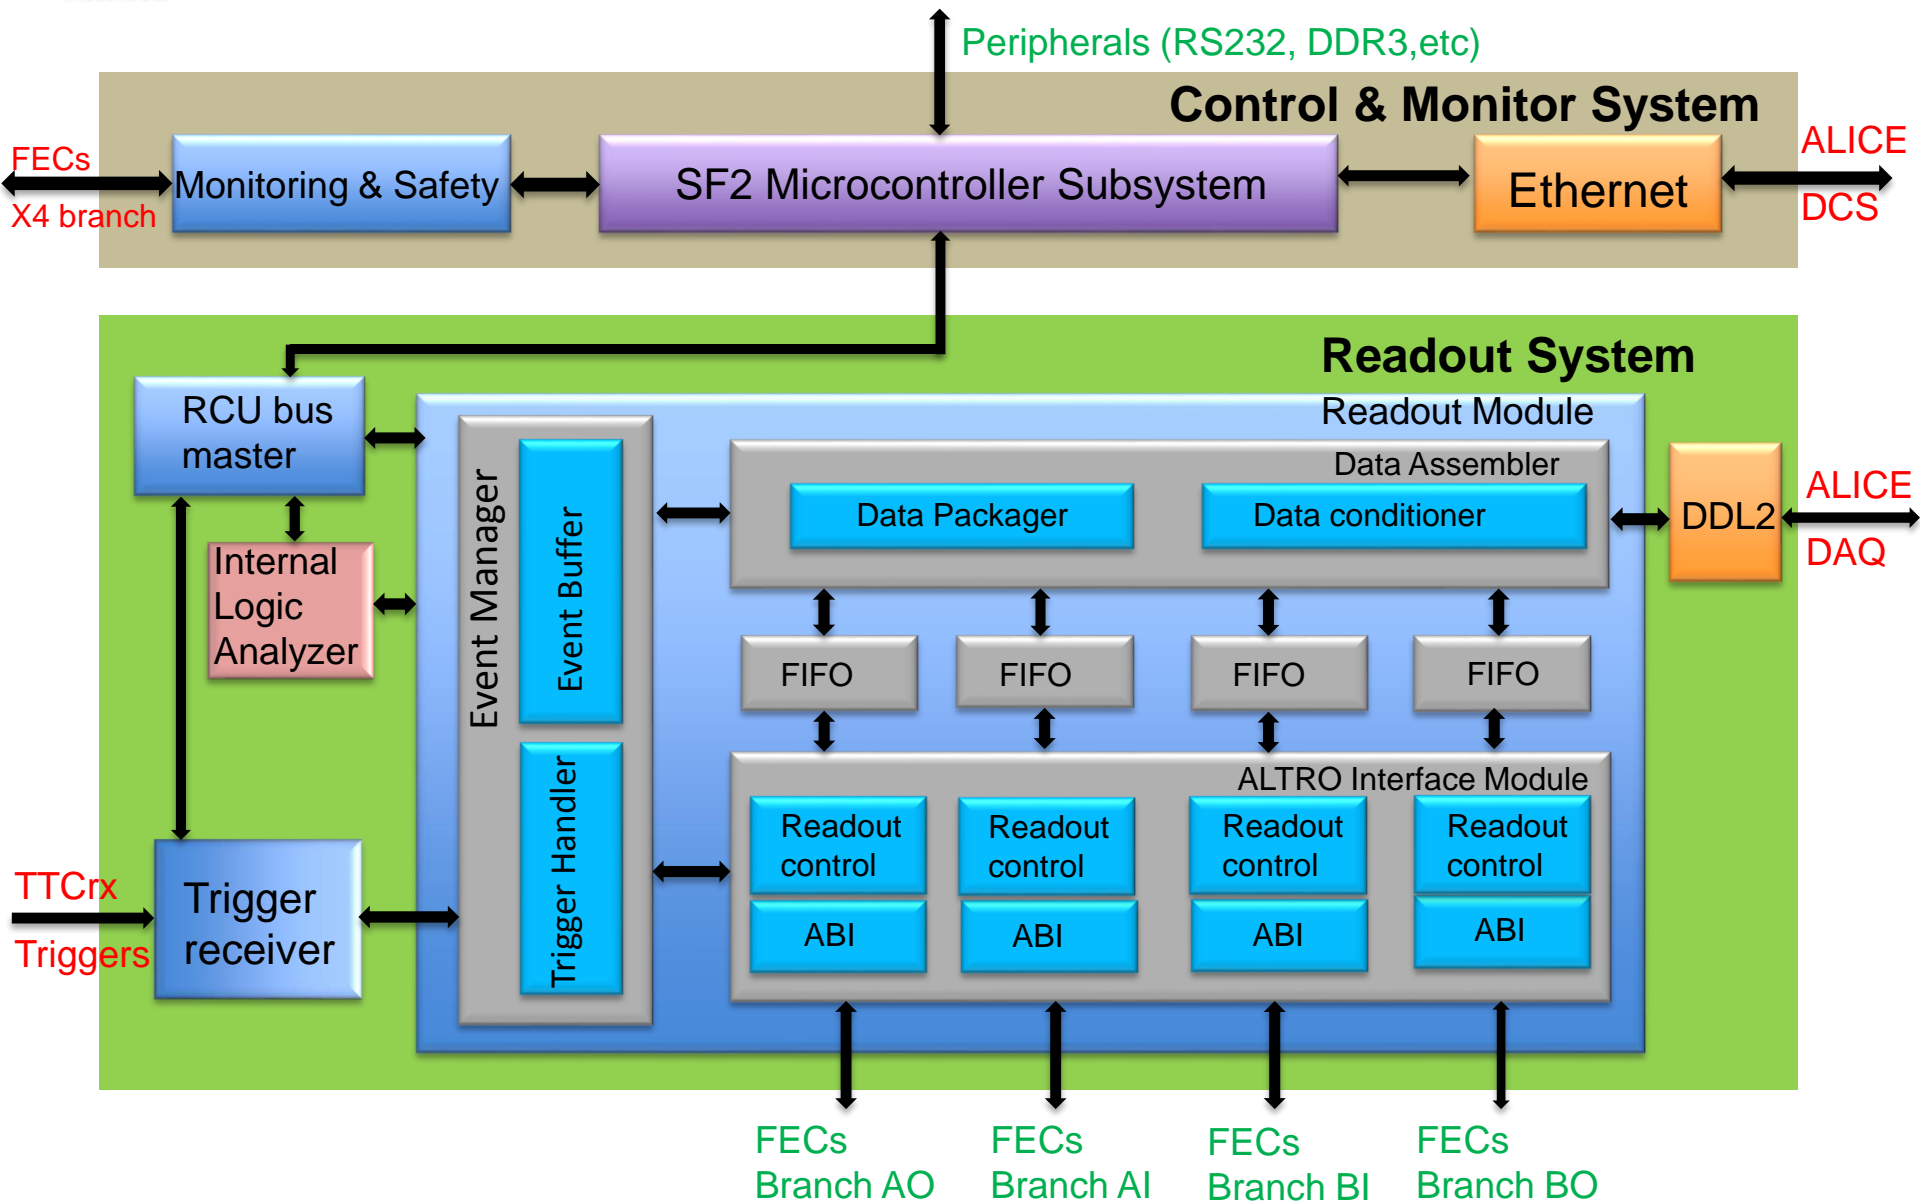 Peripherals (RS232, DDR3,etc)
Control & Monitor System
FECs
X4 branch
Monitoring & Safety
SF2 Microcontroller Subsystem
Ethernet
ALICE
DCS
Readout System
Readout Module
RCU bus
master
Internal
Logic
Analyzer
Event Manager
Event Buffer
Trigger Handler
Data Assembler
Data Packager
Data conditioner
DDL2
ALICE
DAQ
FIFO
FIFO
FIFO
FIFO
ALTRO Interface Module
Readout
control
Readout
control
Readout
control
Readout
control
ABI
ABI
ABI
ABI
TTCrx
Triggers
Trigger
receiver
FECs
Branch AO
FECs
Branch AI
FECs
Branch BI
FECs
Branch BO